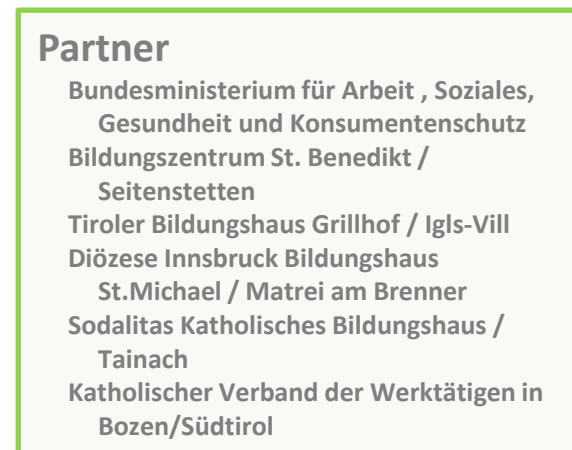 Partner
Bundesministerium für Arbeit , Soziales,
Gesundheit und Konsumentenschutz
Bildungszentrum St. Benedikt /
Seitenstetten
Tiroler Bildungshaus Grillhof / Igls-Vill
Diözese Innsbruck Bildungshaus
St.Michael / Matrei am Brenner
Sodalitas Katholisches Bildungshaus /
Tainach
Katholischer Verband der Werktätigen in
Bozen/Südtirol